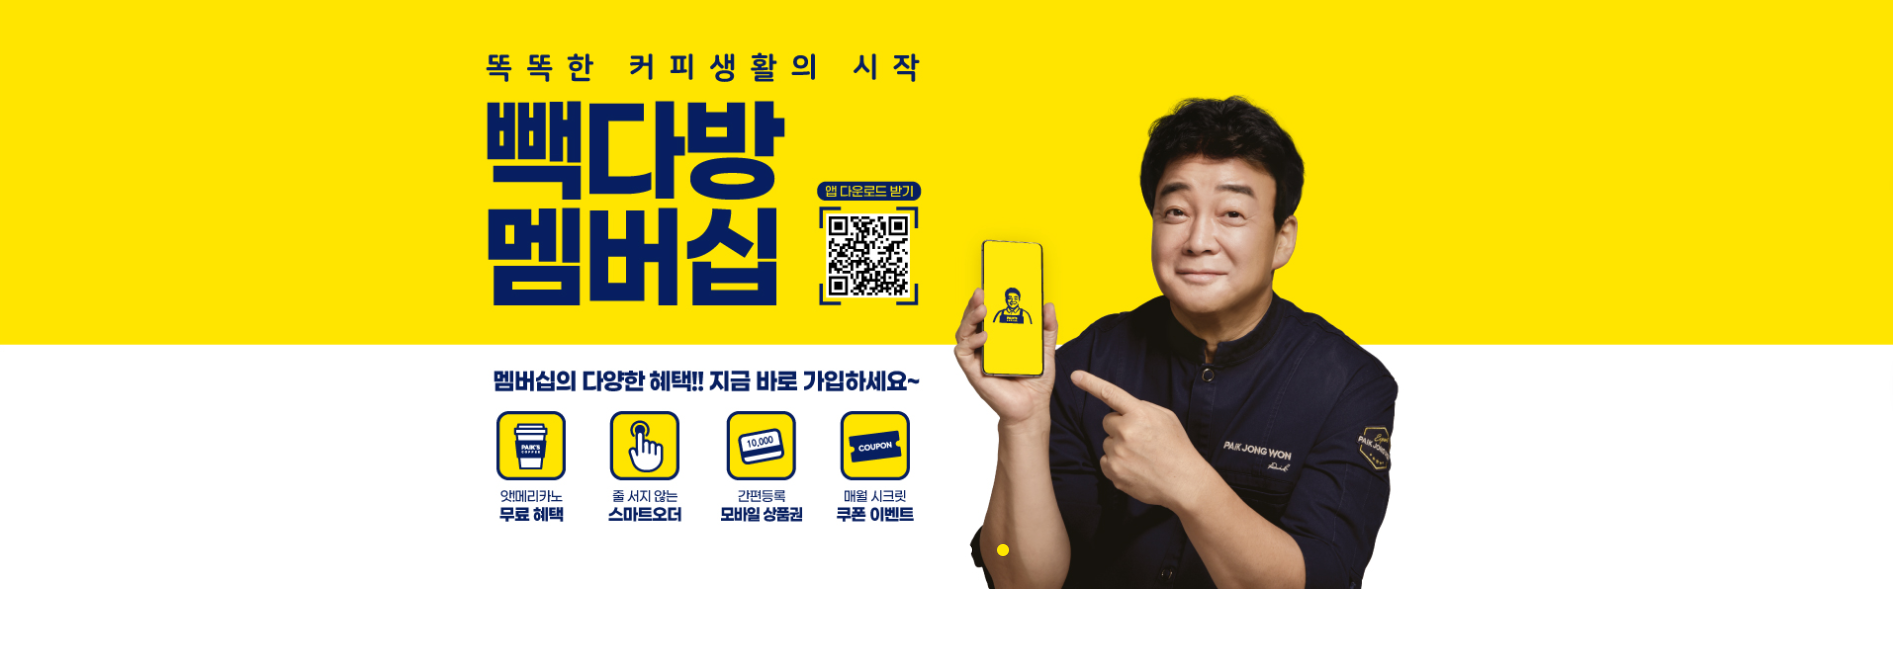 똑똑한 커피생활의 시작
빽다방
멤버십
앱 다운로드 받기
멤버십의 다양한 혜택!! 지금 바로 가입하세요~
PAIK'S
COFFEE
10,000
COUPON
앗!메리카노
무료 혜택
줄 서지 않는
스마트오더
간편등록
모바일 상품권
매월 시크릿
쿠폰 이벤트
PAIK JONG WON